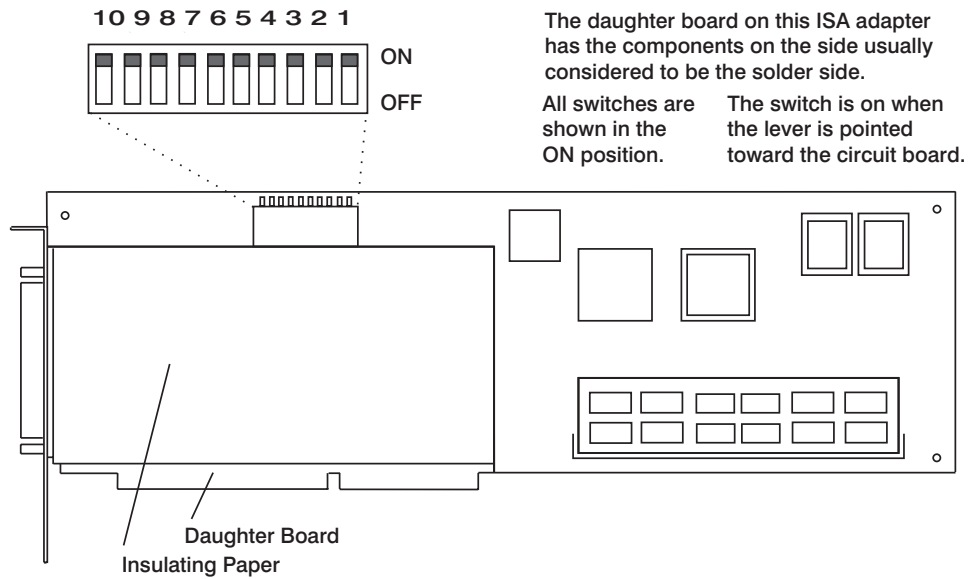 10 9 8 7 6 5 4 3 2 1
ON
OFF
The daughter board on this ISA adapter
has the components on the side usually
considered to be the solder side.
All switches are
shown in the
ON position.
The switch is on when
the lever is pointed
toward the circuit board.
Daughter Board
Insulating Paper